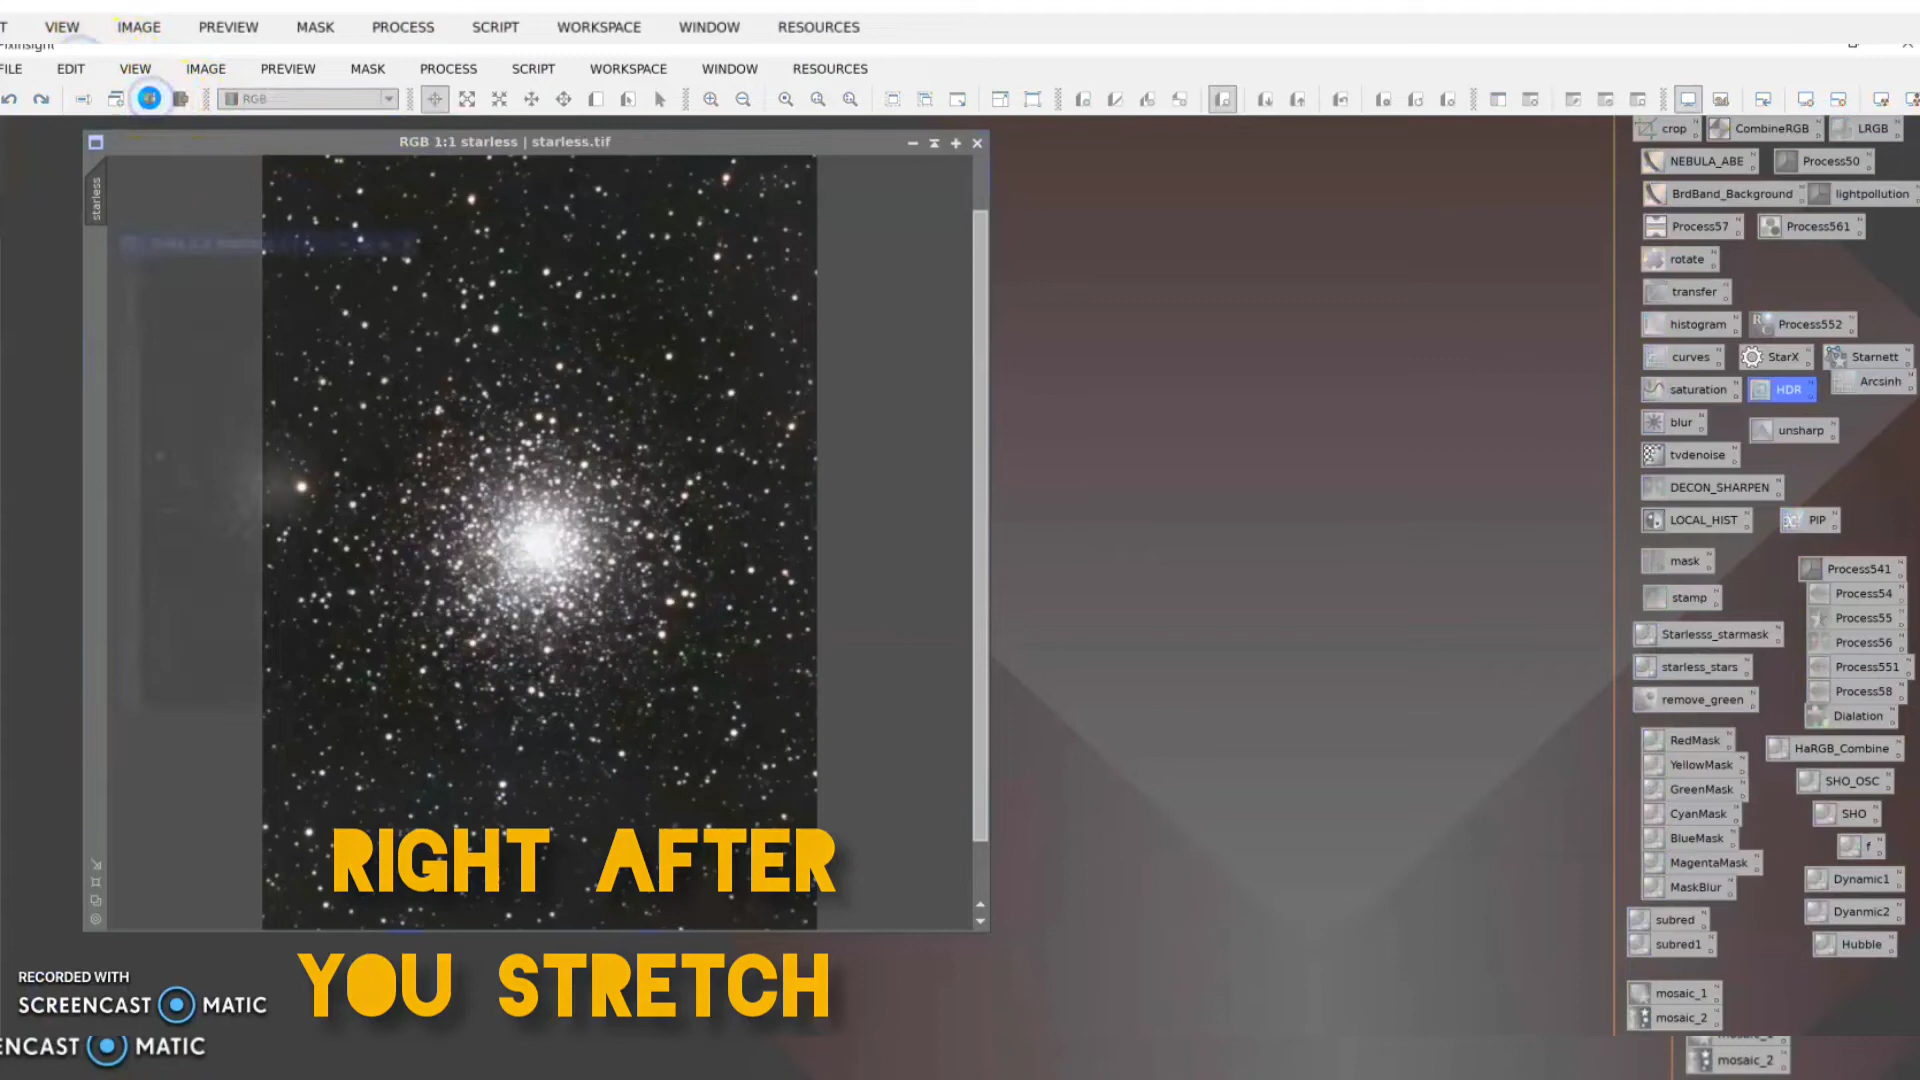 T VIEW IMAGE PREVIEW MASK PROCESS SCRIPT WORKSPACE WINDOW RESOURCES
PixInsight
FILE EDIT VIEW IMAGE PREVIEW MASK PROCESS SCRIPT WORKSPACE WINDOW RESOURCES
RGB
RGB 1:1 starless | starless.tif
starless
crop CombineRGB LRGB
NEBULA_ABE Process50
BrdBand_Background lightpollution
Process57 Process561
rotate
transfer
histogram Process552
curves StarX Starnett
Arcsinh
saturation HDR
blur unsharp
tvdenoise
DECON_SHARPEN
LOCAL_HIST PIP
mask Process541
Process54
stamp Process55
Starlesss_starmask Process56
starless_stars Process551
remove_green Process58
Dialation
RedMask HaRGB_Combine
YellowMask
GreenMask SHO_OSC
CyanMask SHO
BlueMask f
MagentaMask
MaskBlur Dynamic1
subred Dyanmic2
subred1 Hubble
mosaic_1
mosaic_2
mosaic_2
RIGHT AFTER
YOU STRETCH
RECORDED WITH
SCREENCAST MATIC
ENCAST MATIC